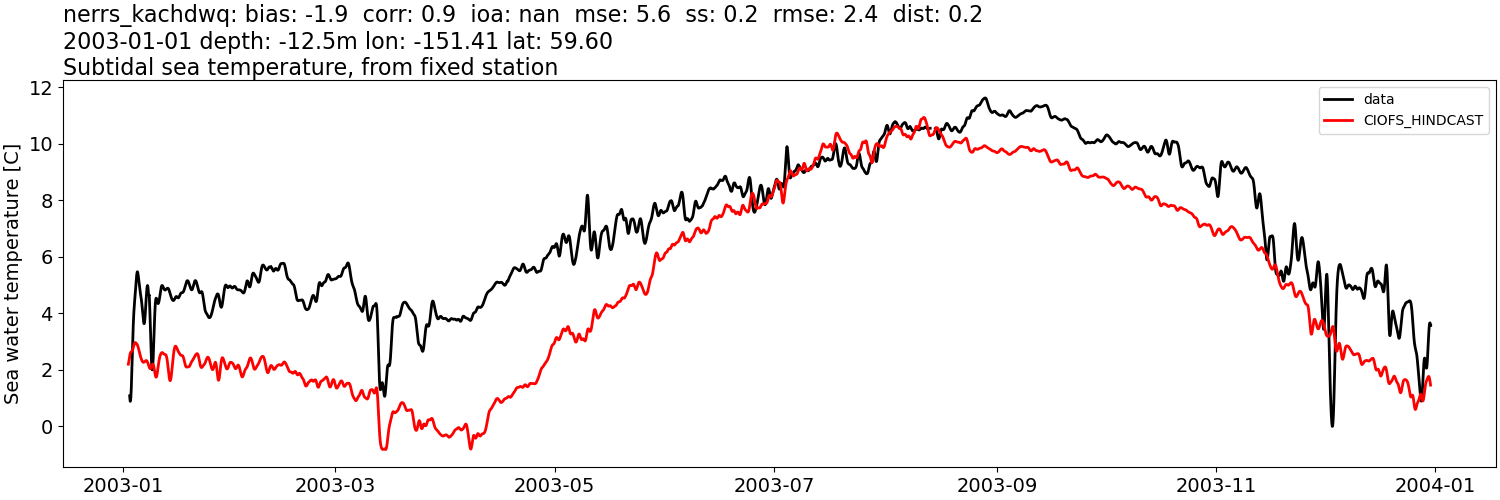 nerrs_kachdwq: bias: -1.9  corr: 0.9  ioa: nan  mse: 5.6  ss: 0.2  rmse: 2.4  dist: 0.2
2003-01-01 depth: -12.5m lon: -151.41 lat: 59.60
Subtidal sea temperature, from fixed station
Sea water temperature [C]
12
10
8
6
4
2
0
data
CIOFS_HINDCAST
2003-01
2003-03
2003-05
2003-07
2003-09
2003-11
2004-01